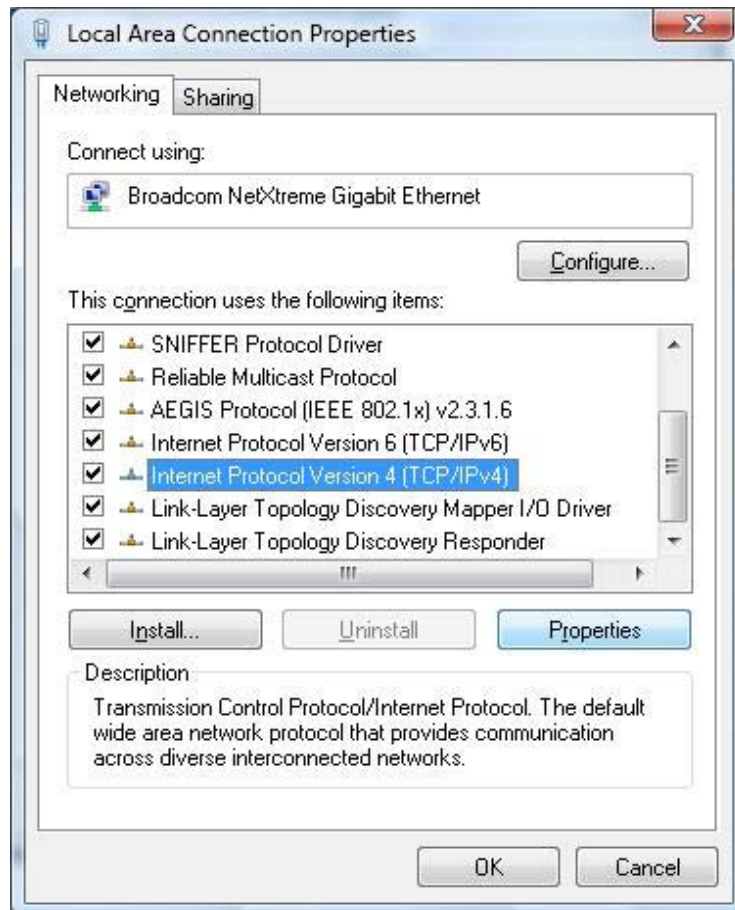 Local Area Connection Properties
Networking
Sharing
Connect using:
Broadcom NetXtreme Gigabit Ethernet
Configure...
This connection uses the following items:
SNIFFER Protocol Driver
Reliable Multicast Protocol
AEGIS Protocol (IEEE 802.1x) v2.3.1.6
Internet Protocol Version 6 (TCP/IPv6)
Internet Protocol Version 4 (TCP/IPv4)
Link-Layer Topology Discovery Mapper I/O Driver
Link-Layer Topology Discovery Responder
Install...
Uninstall
Properties
Description
Transmission Control Protocol/Internet Protocol. The default
wide area network protocol that provides communication
across diverse interconnected networks.
OK
Cancel